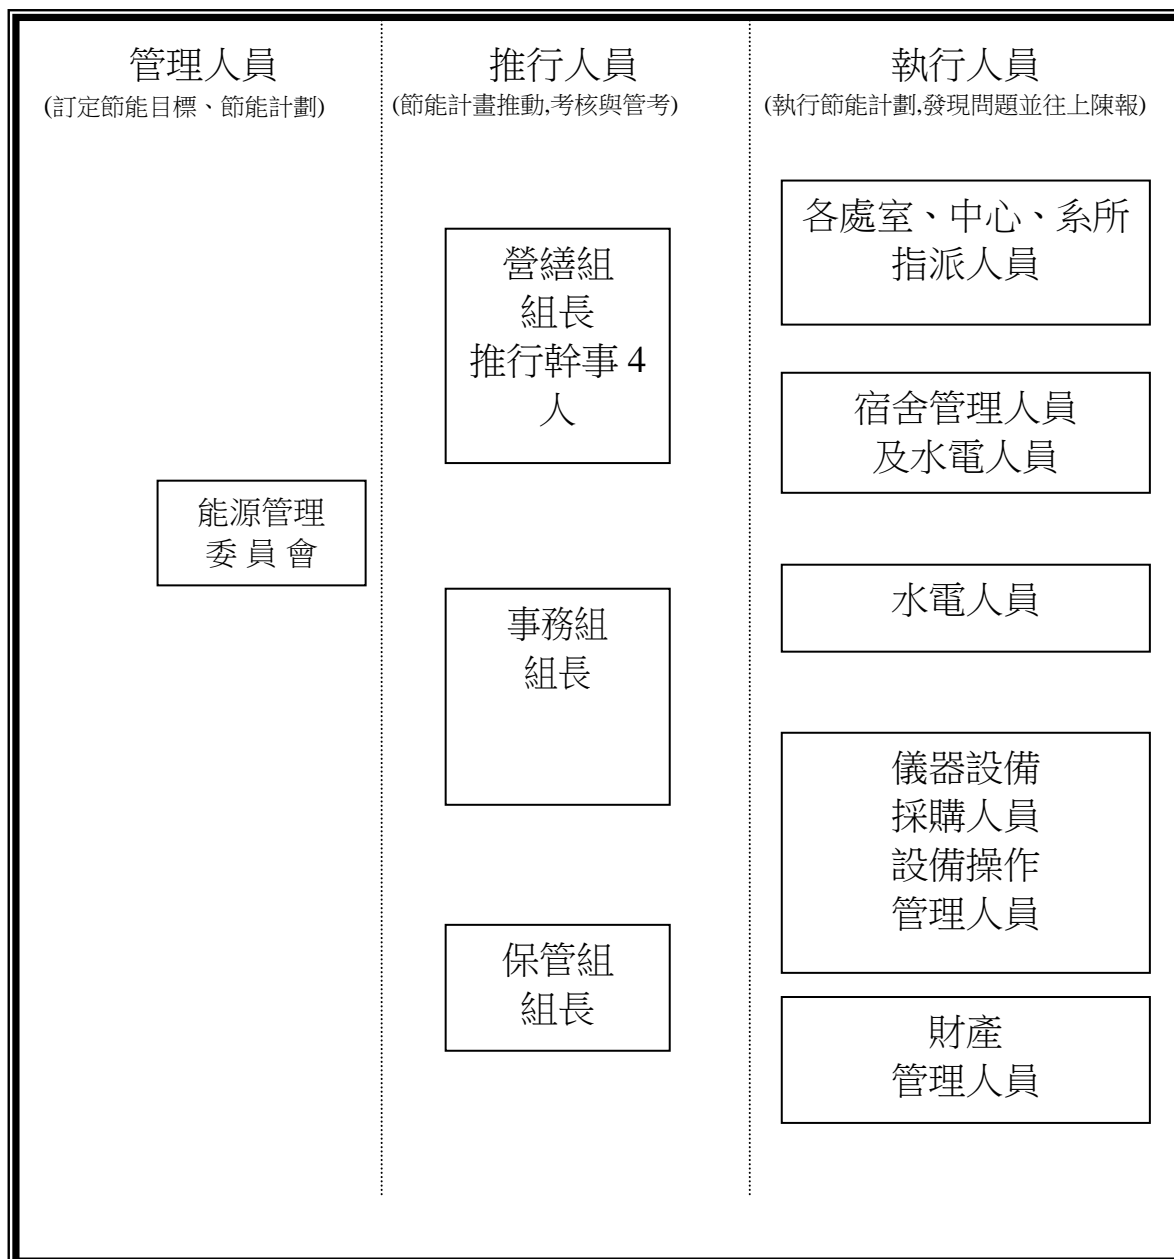 管理人員
(訂定節能目標、節能計劃)
能源管理
委 員 會
推行人員
(節能計畫推動,考核與管考)
營繕組
組長
推行幹事 4
人
事務組
組長
保管組
組長
執行人員
(執行節能計劃,發現問題並往上陳報)
各處室、中心、系所
指派人員
宿舍管理人員
及水電人員
水電人員
儀器設備
採購人員
設備操作
管理人員
財產
管理人員